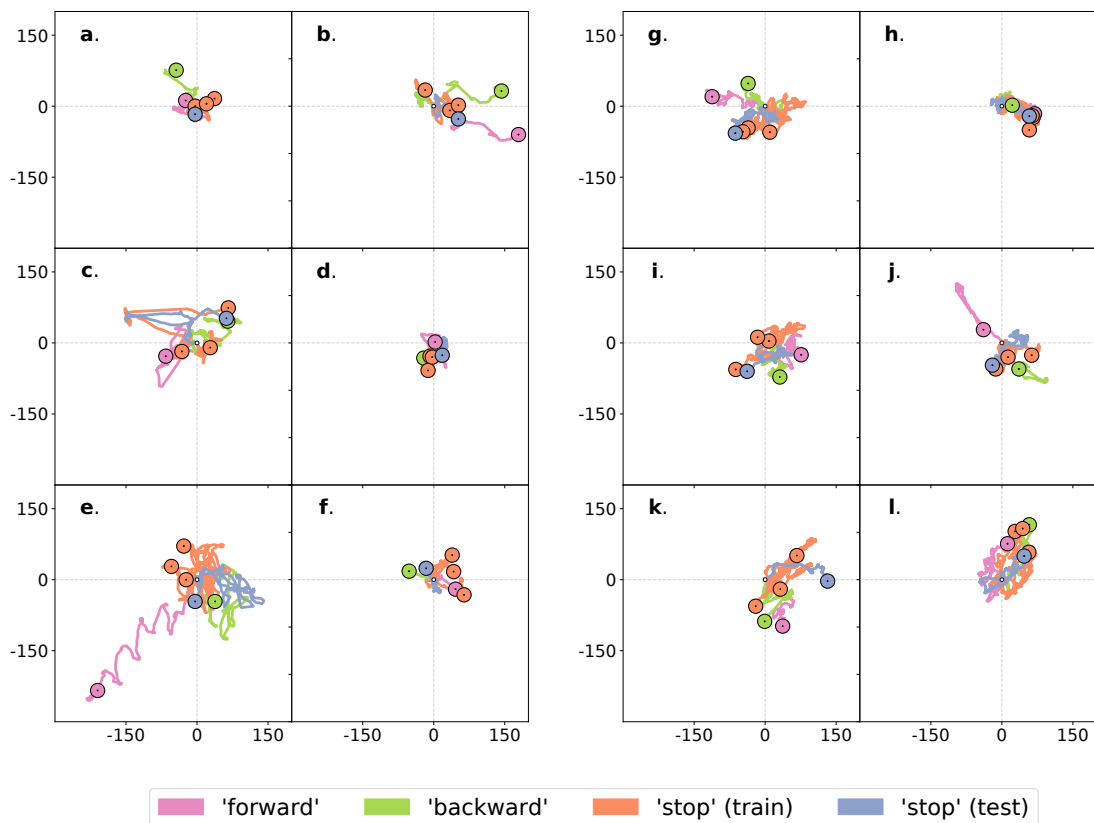 150
0
-150
a.
b.
g.
h.
150
0
-150
c.
d.
i.
j.
150
0
-150
e.
f.
k.
l.
-150 0 150
-150 0 150
-150 0 150
-150 0 150
'forward' 'backward' 'stop' (train) 'stop' (test)